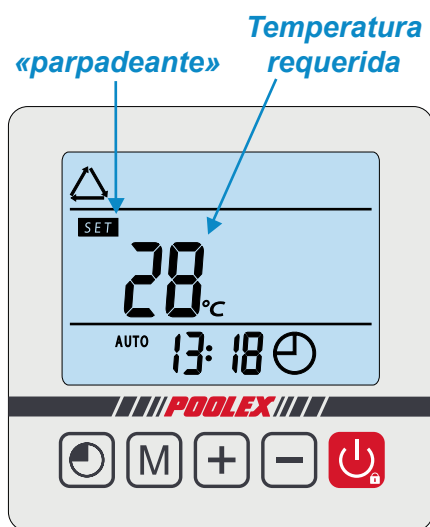 Temperatura
«parpadeante» requerida
SET
28°C
AUTO 13:18
POOLEX
M + -